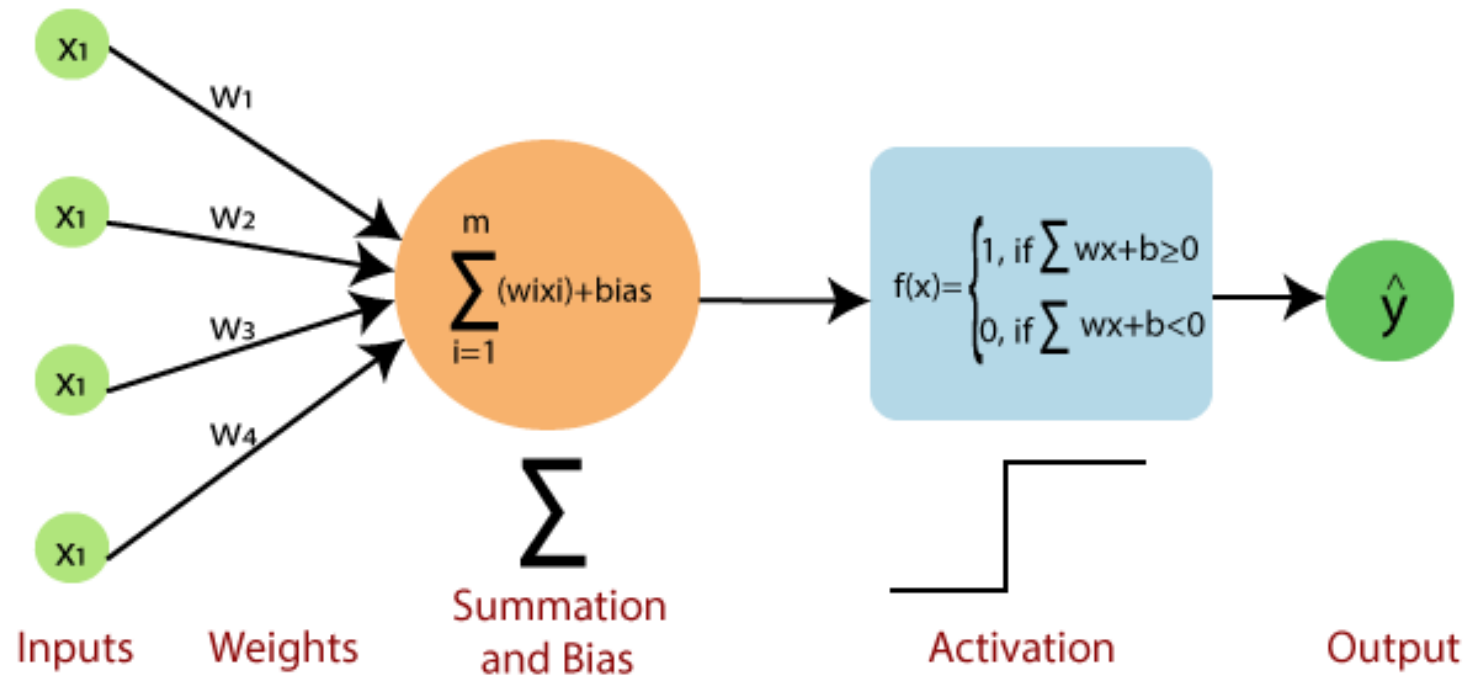 x1
w1
x1
w2
x1
w3
x1
w4
m
∑ (wixi)+bias
i=1
f(x)={1, if ∑ wx+b≥0
0, if ∑ wx+b<0
ŷ
∑
Summation
and Bias
Inputs
Weights
Activation
Output